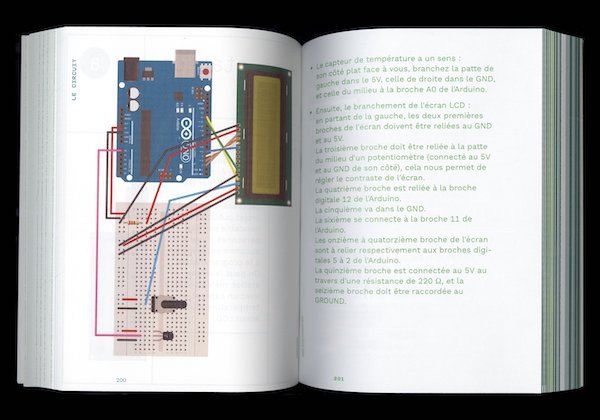 LE CIRCUIT
200
Le capteur de température a un sens :
son côté plat face à vous, branchez la patte de
gauche dans le 5V, celle de droite dans le GND,
et celle du milieu à la broche A0 de l'Arduino.
Ensuite, le branchement de l'écran LCD :
en partant de la gauche, les deux premières
broches de l'écran doivent être reliées au GND
et au 5V.
La troisième broche doit être reliée à la patte
du milieu d'un potentiomètre (connecté au 5V
et au GND de son côté), cela nous permet de
régler le contraste de l'écran.
La quatrième broche est reliée à la broche
digitale 12 de l'Arduino.
La cinquième va dans le GND.
La sixième se connecte à la broche 11 de
l'Arduino.
Les onzième à quatorzième broche de l'écran
sont à relier respectivement aux broches digi-
tales 5 à 2 de l'Arduino.
La quinzième broche est connectée au 5V au
travers d'une résistance de 220 Ω, et la
seizième broche doit être raccordée au
GROUND.
201